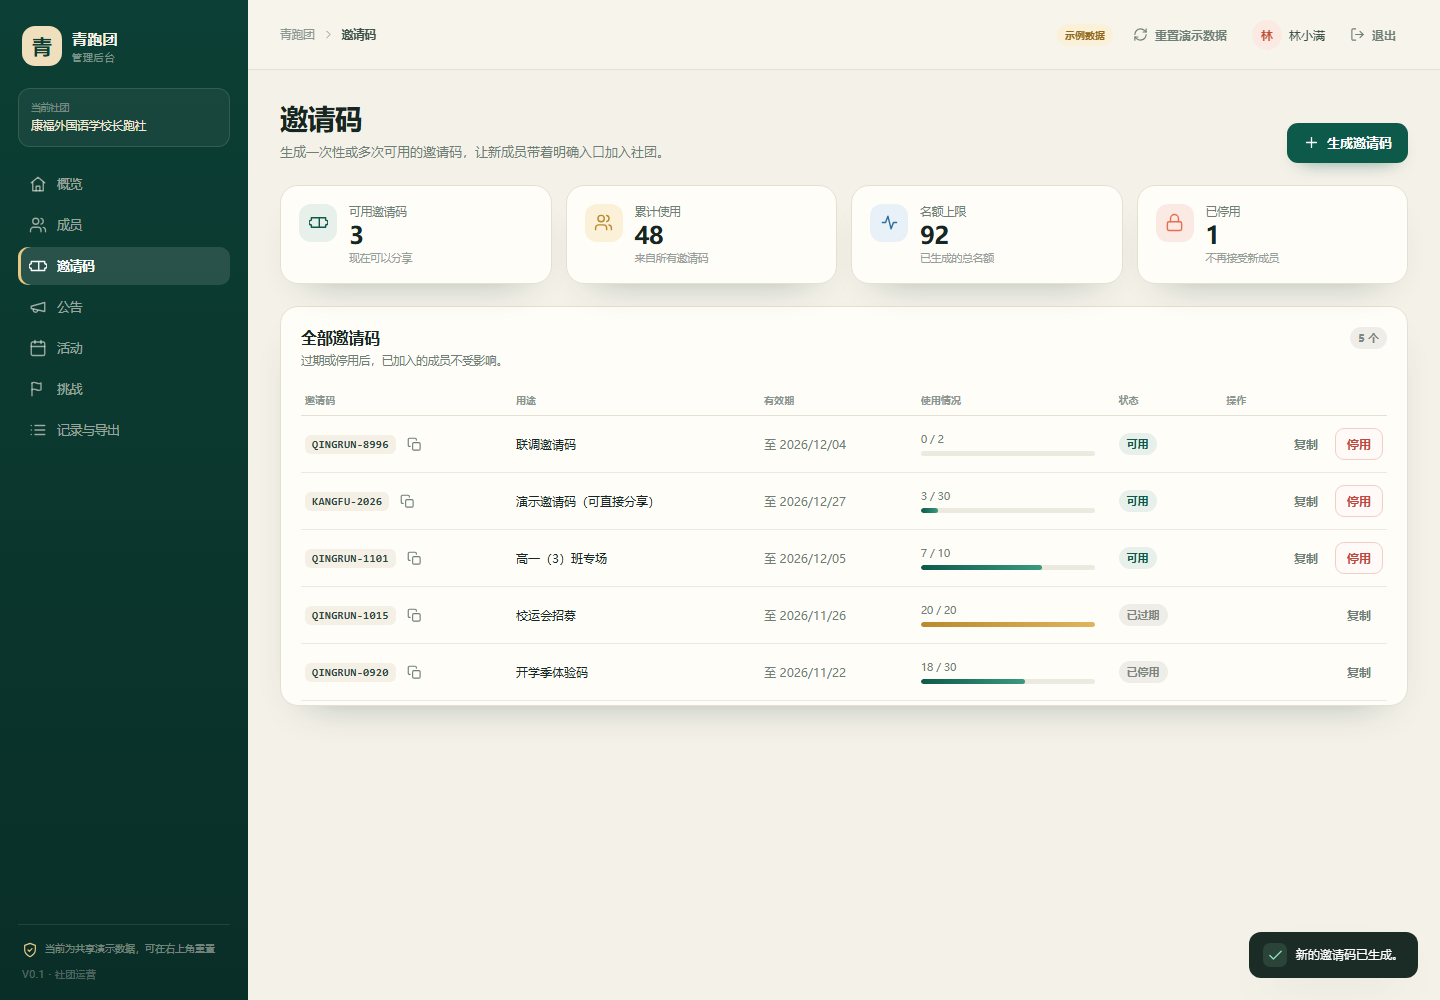 青
青跑团
管理后台
当前社团
康福外国语学校长跑社
概览
成员
邀请码
公告
活动
挑战
记录与导出
当前为共享演示数据，可在右上角重置
V0.1 · 社团运营
青跑团 > 邀请码
示例数据
重置演示数据
林
林小满
退出
邀请码
生成一次性或多次可用的邀请码，让新成员带着明确入口加入社团。
生成邀请码
可用邀请码
3
现在可以分享
累计使用
48
来自所有邀请码
名额上限
92
已生成的总名额
已停用
1
不再接受新成员
全部邀请码
过期或停用后，已加入的成员不受影响。
5 个
邀请码 用途 有效期 使用情况 状态 操作
QINGRUN-8996 联调邀请码 至 2026/12/04 0 / 2 可用 复制 停用
KANGFU-2026 演示邀请码（可直接分享） 至 2026/12/27 3 / 30 可用 复制 停用
QINGRUN-1101 高一（3）班专场 至 2026/12/05 7 / 10 可用 复制 停用
QINGRUN-1015 校运会招募 至 2026/11/26 20 / 20 已过期 复制
QINGRUN-0920 开学季体验码 至 2026/11/22 18 / 30 已停用 复制
新的邀请码已生成。